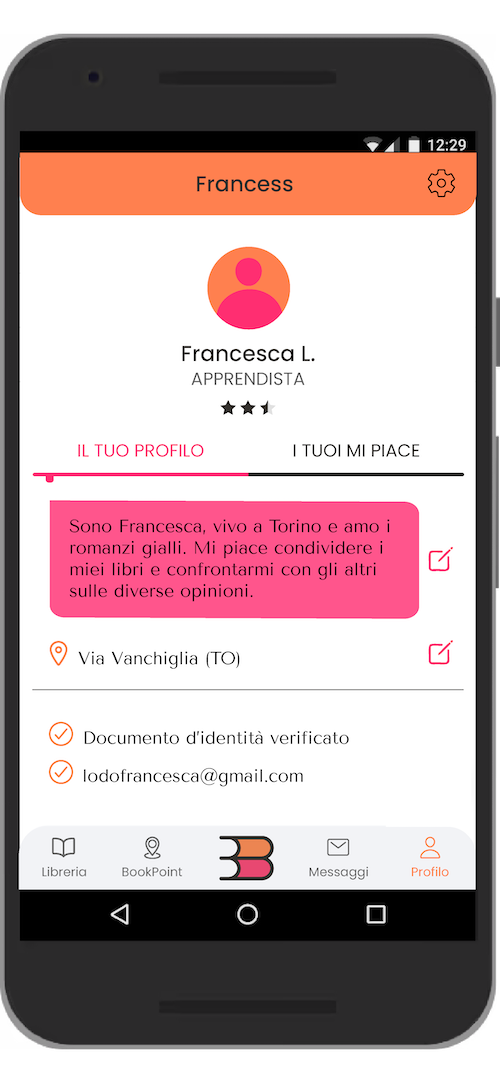 12:29
Francess
Francesca L.
APPRENDISTA
IL TUO PROFILO
I TUOI MI PIACE
Sono Francesca, vivo a Torino e amo i
romanzi gialli. Mi piace condividere i
miei libri e confrontarmi con gli altri
sulle diverse opinioni.
Via Vanchiglia (TO)
Documento d'identità verificato
lodofrancesca@gmail.com
Libreria
BookPoint
Messaggi
Profilo